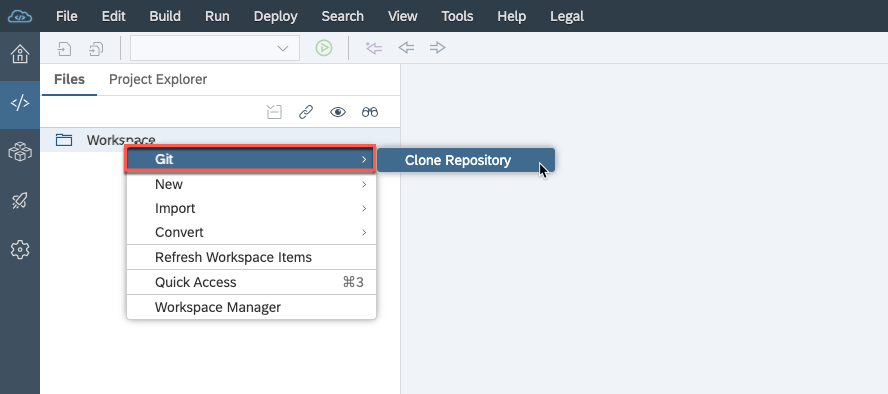 File Edit Build Run Deploy Search View Tools Help Legal
Files Project Explorer
Workspace
Git
Clone Repository
New
Import
Convert
Refresh Workspace Items
Quick Access ⌘3
Workspace Manager